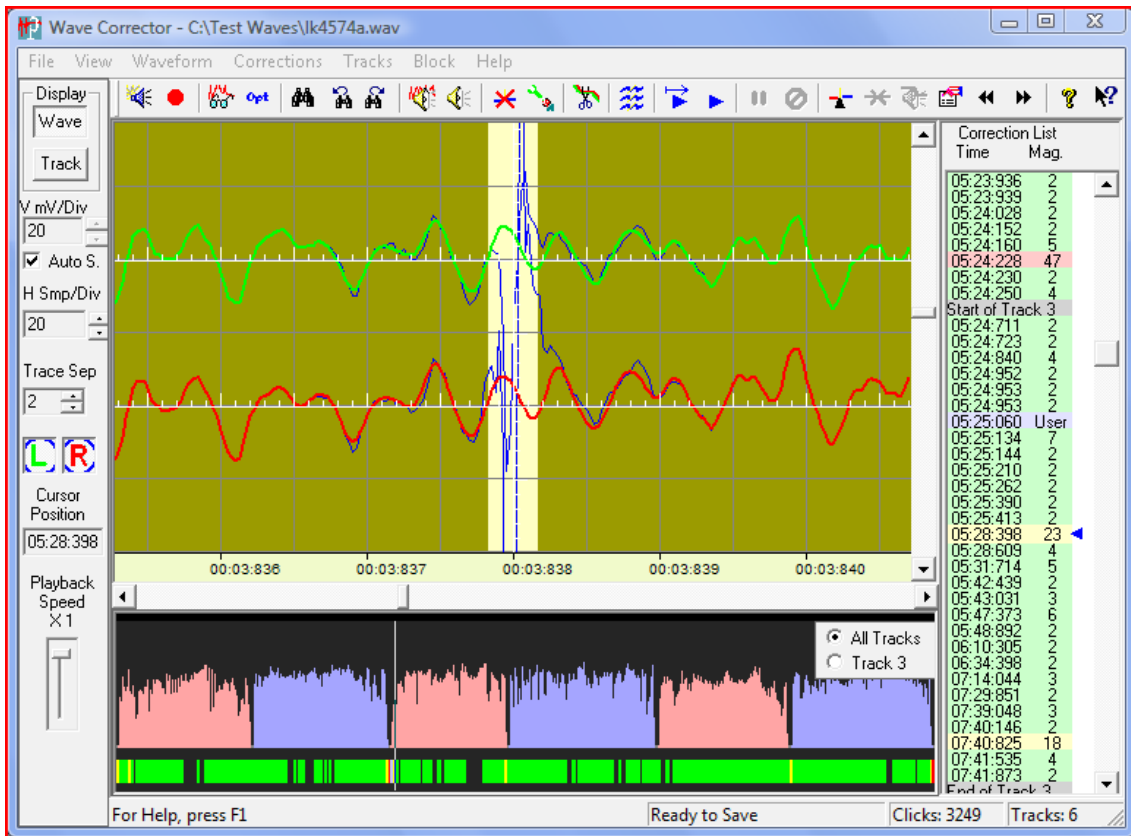 Wave Corrector - C:\Test Waves\lk4574a.wav
File View Waveform Corrections Tracks Block Help
Display
Wave
Track
V mV/Div
20
Auto S.
H Smp/Div
20
Trace Sep
2
L R
Cursor
Position
05:28:398
Playback
Speed
X 1
Opt
00:03:836 00:03:837 00:03:838 00:03:839 00:03:840
All Tracks
Track 3
Correction List
Time Mag.
05:23:936 2
05:23:939 2
05:24:028 2
05:24:152 2
05:24:160 5
05:24:228 47
05:24:230 2
05:24:250 4
Start of Track 3
05:24:711 2
05:24:723 2
05:24:840 4
05:24:952 2
05:24:953 2
05:24:953 2
05:25:060 User
05:25:134 7
05:25:144 2
05:25:210 2
05:25:262 2
05:25:390 2
05:25:413 2
05:28:398 23
05:28:609 4
05:31:714 5
05:42:439 2
05:43:031 3
05:47:373 6
05:48:892 2
06:10:305 2
06:34:398 2
07:14:044 3
07:29:851 2
07:39:048 3
07:40:146 2
07:40:825 18
07:41:535 4
07:41:873 2
End of Track 3
For Help, press F1
Ready to Save
Clicks: 3249
Tracks: 6